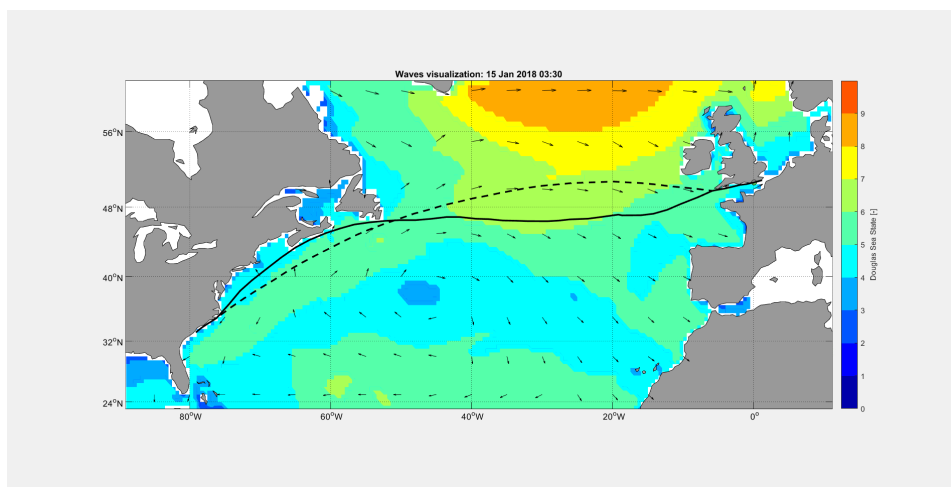 Waves visualization: 15 Jan 2018 03:30
56°N
48°N
40°N
32°N
24°N
80°W
60°W
40°W
20°W
0°
9
8
7
6
5
4
3
2
1
0
Douglas Sea State [-]